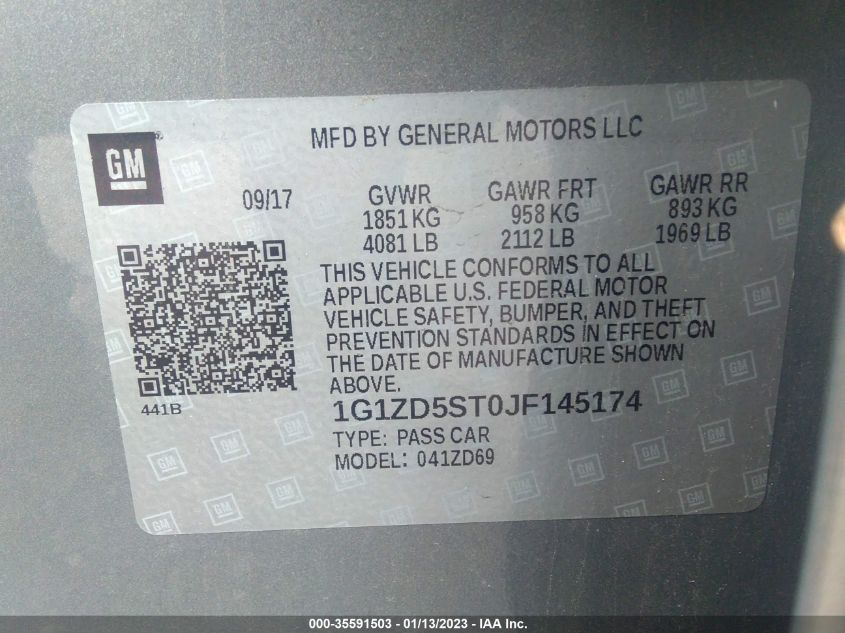 GM
MFD BY GENERAL MOTORS LLC
09/17
GVWR GAWR FRT GAWR RR
1851 KG 958 KG 893 KG
4081 LB 2112 LB 1969 LB
THIS VEHICLE CONFORMS TO ALL
APPLICABLE U.S. FEDERAL MOTOR
VEHICLE SAFETY, BUMPER, AND THEFT
PREVENTION STANDARDS IN EFFECT ON
THE DATE OF MANUFACTURE SHOWN
ABOVE.
441B
1G1ZD5ST0JF145174
TYPE: PASS CAR
MODEL: 041ZD69
000-35591503 - 01/13/2023 - IAA Inc.